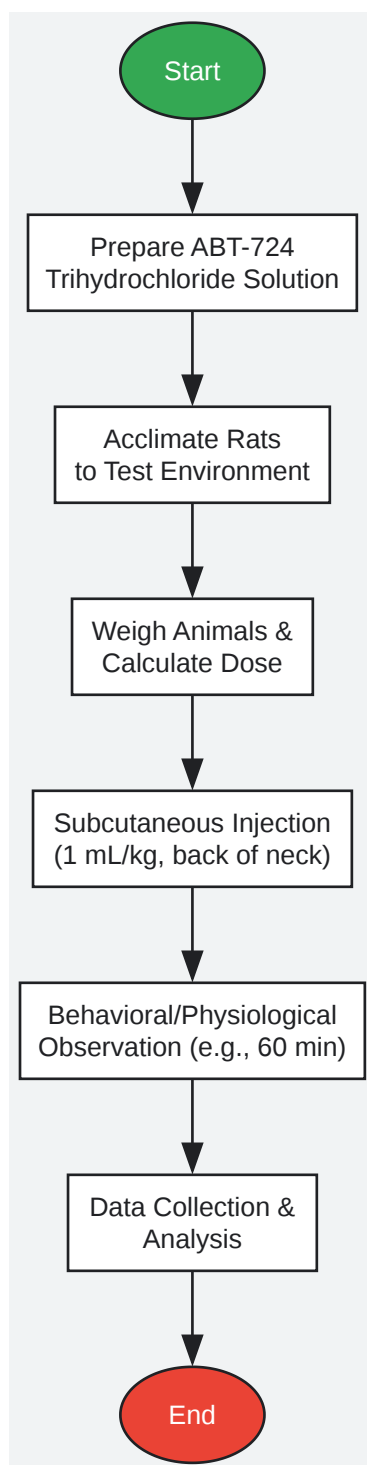 Start
Prepare ABT-724
Trihydrochloride Solution
Acclimate Rats
to Test Environment
Weigh Animals &
Calculate Dose
Subcutaneous Injection
(1 mL/kg, back of neck)
Behavioral/Physiological
Observation (e.g., 60 min)
Data Collection &
Analysis
End